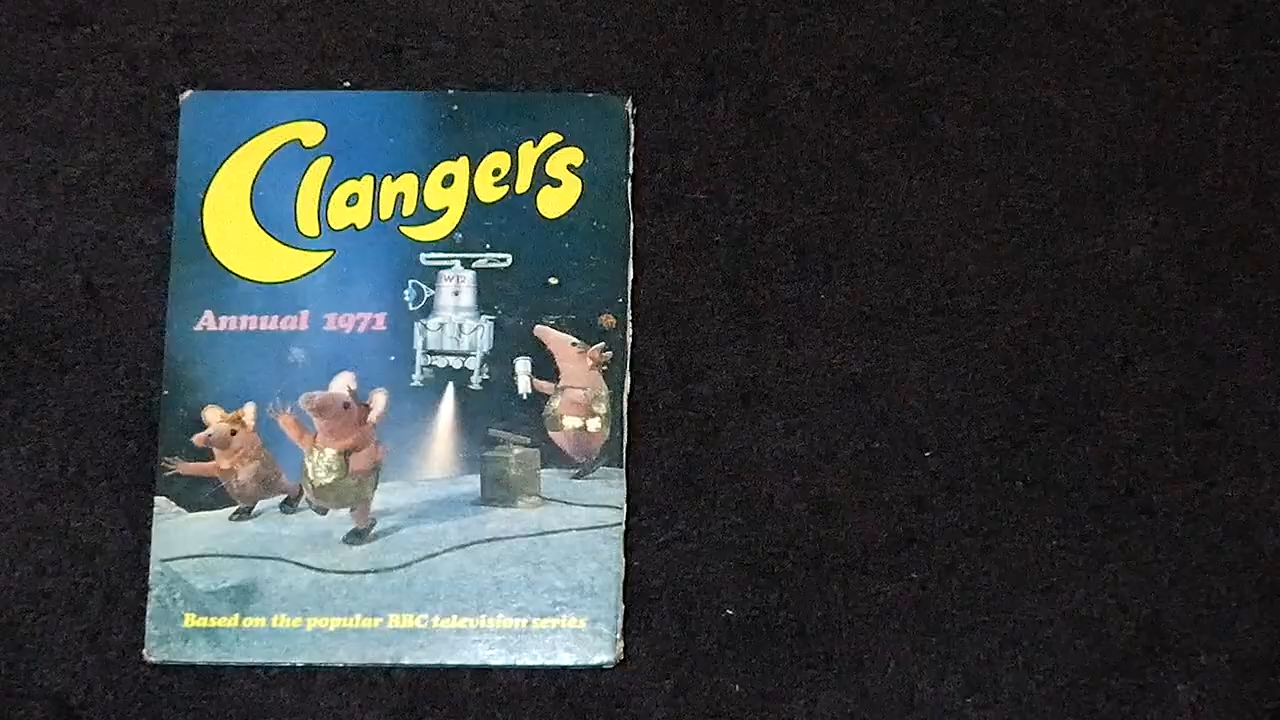 Clangers
Annual 1971
Based on the popular BBC television series